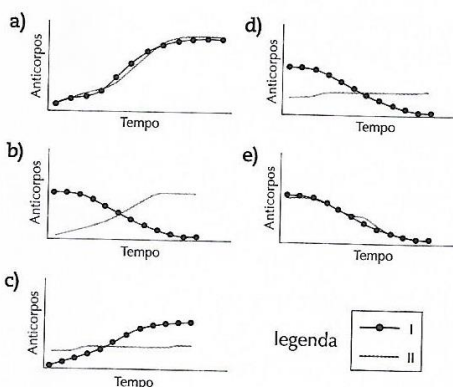 a)
Anticorpos
Tempo
b)
Anticorpos
Tempo
c)
Anticorpos
Tempo
d)
Anticorpos
Tempo
e)
Anticorpos
Tempo
legenda
I
II